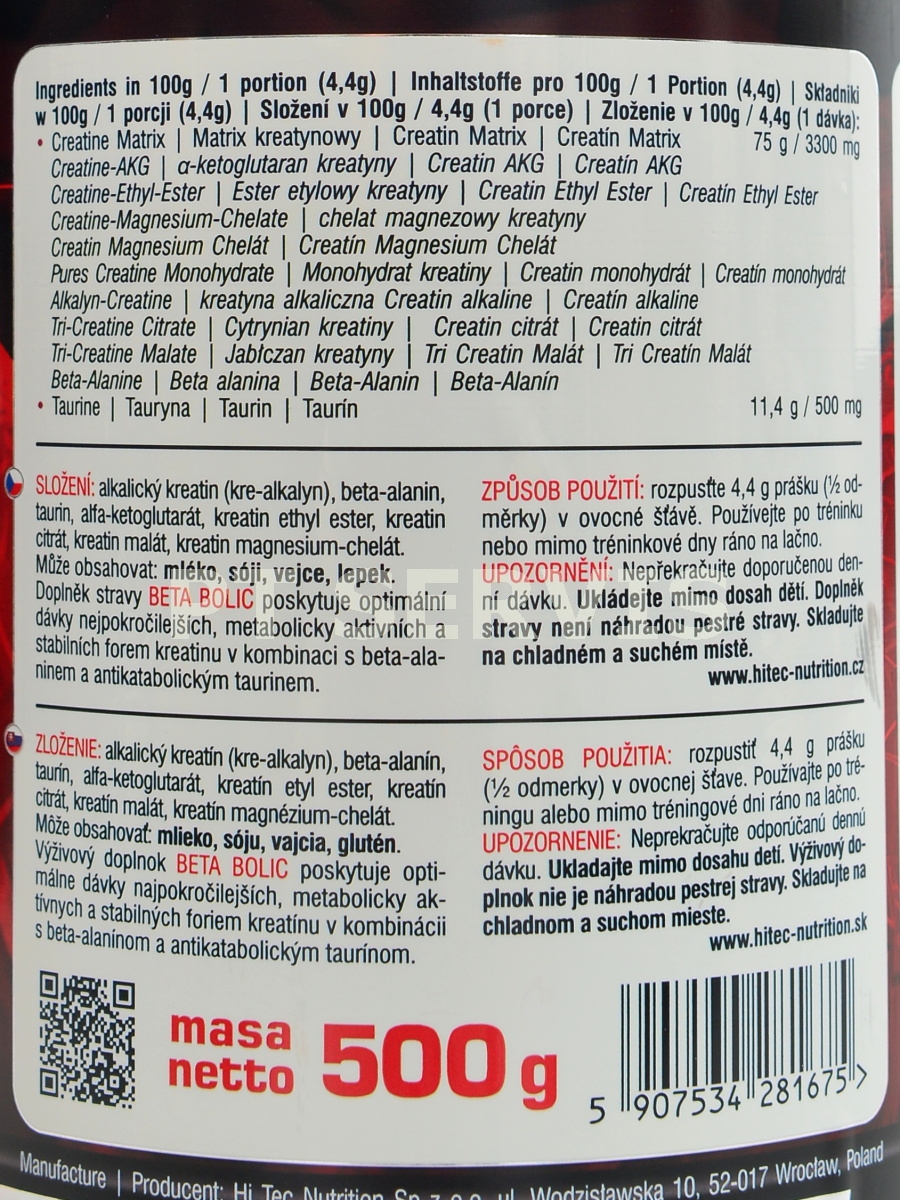 Ingredients in 100g / 1 portion (4,4g) | Inhaltstoffe pro 100g / 1 Portion (4,4g) | Składniki
w 100g / 1 porcji (4,4g) | Složení v 100g / 4,4g (1 porce) | Zloženie v 100g / 4,4g (1 dávka):
• Creatine Matrix | Matrix kreatynowy | Creatin Matrix | Creatín Matrix 75 g / 3300 mg
Creatine-AKG | α-ketoglutaran kreatyny | Creatin AKG | Creatín AKG
Creatine-Ethyl-Ester | Ester etylowy kreatyny | Creatin Ethyl Ester | Creatín Ethyl Ester
Creatine-Magnesium-Chelate | chelat magnezowy kreatyny
Creatin Magnesium Chelát | Creatín Magnesium Chelát
Pures Creatine Monohydrate | Monohydrat kreatiny | Creatin monohydrát | Creatín monohydrát
Alkalyn-Creatine | kreatyna alkaliczna Creatin alkaline | Creatín alkaline
Tri-Creatine Citrate | Cytrynian kreatiny | Creatin citrát | Creatin citrát
Tri-Creatine Malate | Jabłczan kreatyny | Tri Creatin Malát | Tri Creatín Malát
Beta-Alanine | Beta alanina | Beta-Alanin | Beta-Alanín
• Taurine | Tauryna | Taurin | Taurín 11,4 g / 500 mg
SLOŽENÍ: alkalický kreatin (kre-alkalyn), beta-alanin,
taurin, alfa-ketoglutarát, kreatin ethyl ester, kreatin
citrát, kreatin malát, kreatin magnesium-chelát.
Může obsahovat: mléko, sóji, vejce, lepek.
Doplněk stravy BETA BOLIC poskytuje optimální
dávky nejpokročilejších, metabolicky aktivních a
stabilních forem kreatinu v kombinaci s beta-ala-
ninem a antikatabolickým taurinem.
ZPŮSOB POUŽITÍ: rozpusťte 4,4 g prášku (½ od-
měrky) v ovocné šťávě. Používejte po tréninku
nebo mimo tréninkové dny ráno na lačno.
UPOZORNĚNÍ: Nepřekračujte doporučenou den-
ní dávku. Ukládejte mimo dosah dětí. Doplněk
stravy není náhradou pestré stravy. Skladujte
na chladném a suchém místě.
www.hitec-nutrition.cz
ZLOŽENIE: alkalický kreatín (kre-alkalyn), beta-alanín,
taurín, alfa-ketoglutarát, kreatín etyl ester, kreatín
citrát, kreatín malát, kreatín magnézium-chelát.
Môže obsahovať: mlieko, sóju, vajcia, glutén.
Výživový doplnok BETA BOLIC poskytuje opti-
málne dávky najpokročilejších, metabolicky ak-
tívnych a stabilných foriem kreatínu v kombinácii
s beta-alanínom a antikatabolickým taurínom.
SPÔSOB POUŽITIA: rozpustiť 4,4 g prášku
(½ odmerky) v ovocnej šťave. Používajte po tré-
ningu alebo mimo tréningové dni ráno na lačno.
UPOZORNENIE: Neprekračujte odporúčanú dennú
dávku. Ukladajte mimo dosahu detí. Výživový do-
plnok nie je náhradou pestrej stravy. Skladujte na
chladnom a suchom mieste.
www.hitec-nutrition.sk
masa
netto 500 g
5 907534 281675 >
Manufacture | Producent: Hi Tec Nutrition Sp. z o.o. ul. Wodzisławska 10, 52-017 Wrocław, Poland